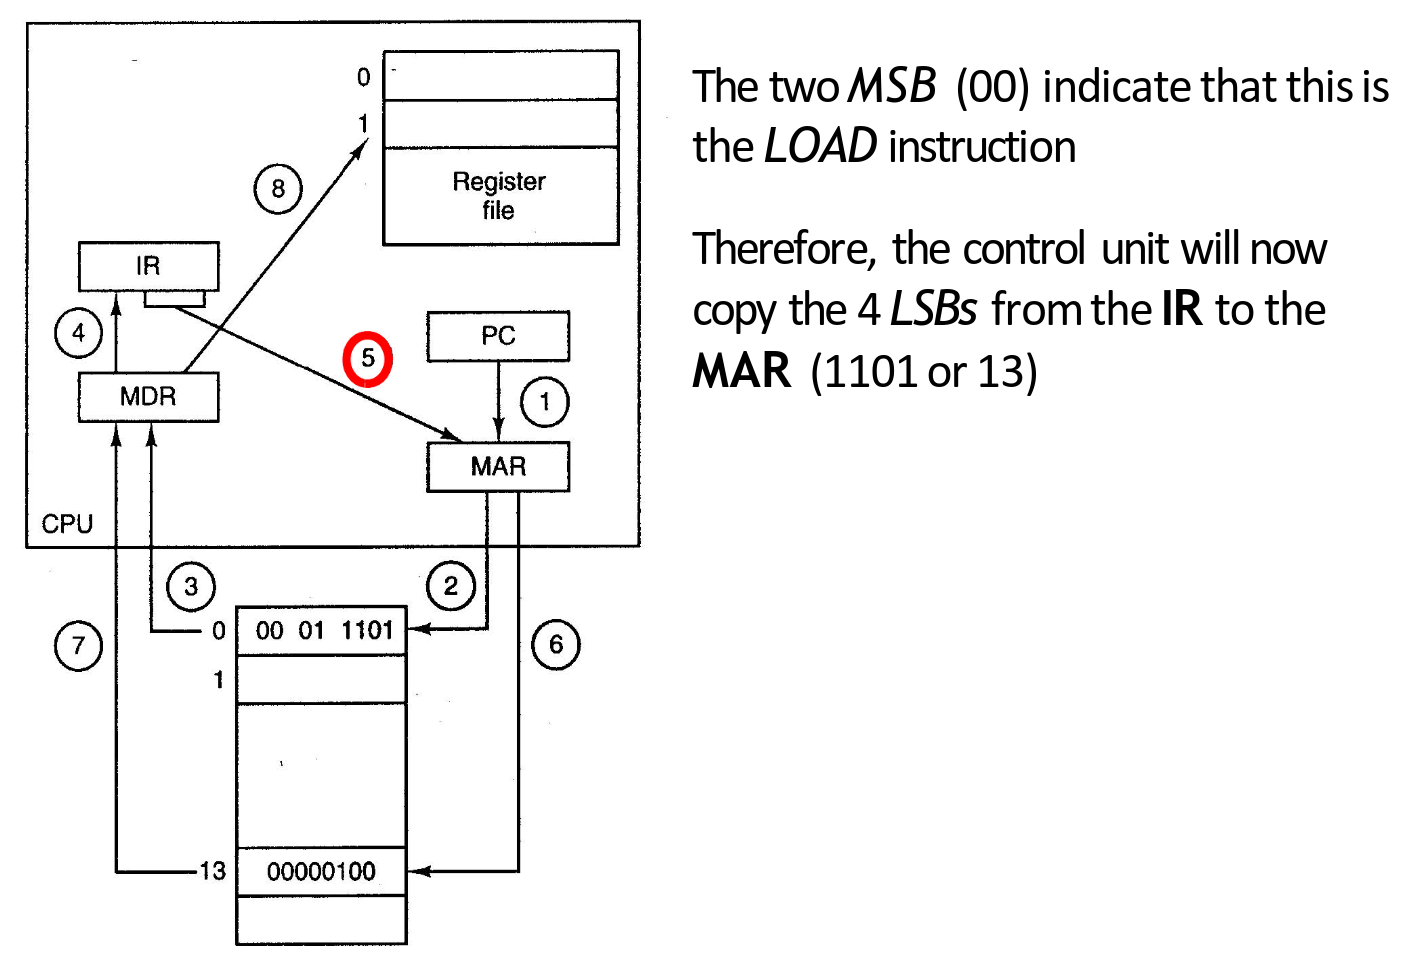 The two MSB (00) indicate that this is
the LOAD instruction
Therefore, the control unit will now
copy the 4 LSBs from the IR to the
MAR (1101 or 13)
0
1
Register
file
8
IR
4
5
PC
MDR
1
MAR
CPU
3
2
0 00 01 1101
7
6
1
13 00000100